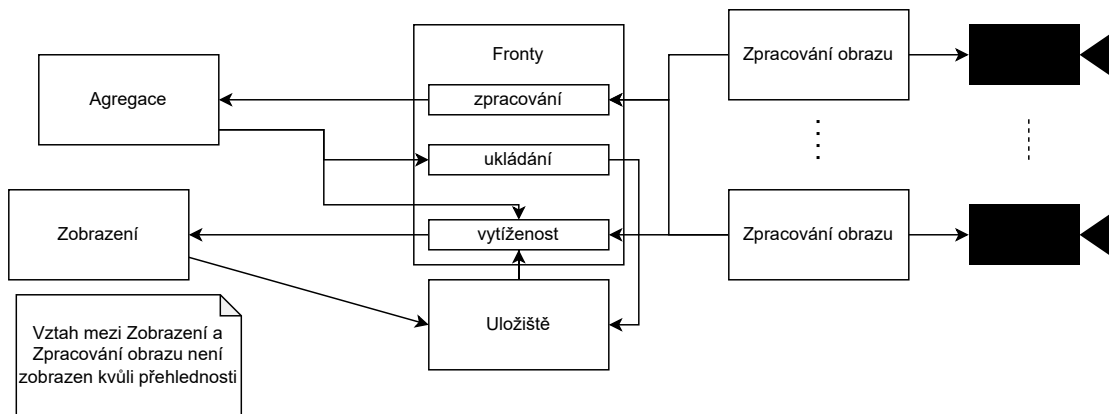 Fronty
Zpracování obrazu
Agregace
zpracování
ukládání
Zobrazení
vytíženost
Zpracování obrazu
Uložiště
Vztah mezi Zobrazení a
Zpracování obrazu není
zobrazen kvůli přehlednosti